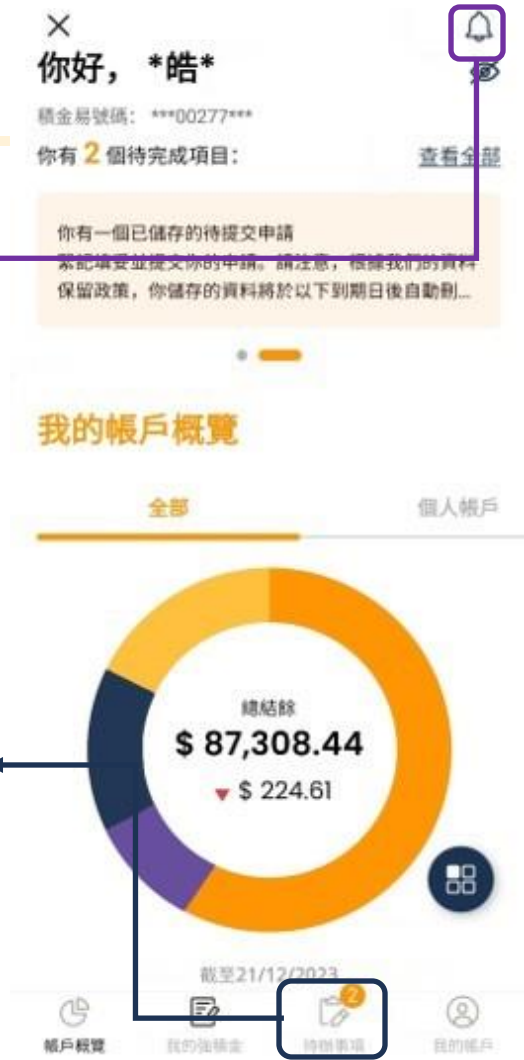 你好， *皓*
積金易號碼： ***00277***
你有 2 個待完成項目：
查看全部
你有一個已儲存的待提交申請
緊記填妥並提交你的申請。請注意，根據我們的資料
保留政策，你儲存的資料將於以下到期日後自動刪...
我的帳戶概覽
全部
個人帳戶
總結餘
$ 87,308.44
$ 224.61
截至21/12/2023
2
帳戶概覽
我的強積金
待辦事項
我的帳戶